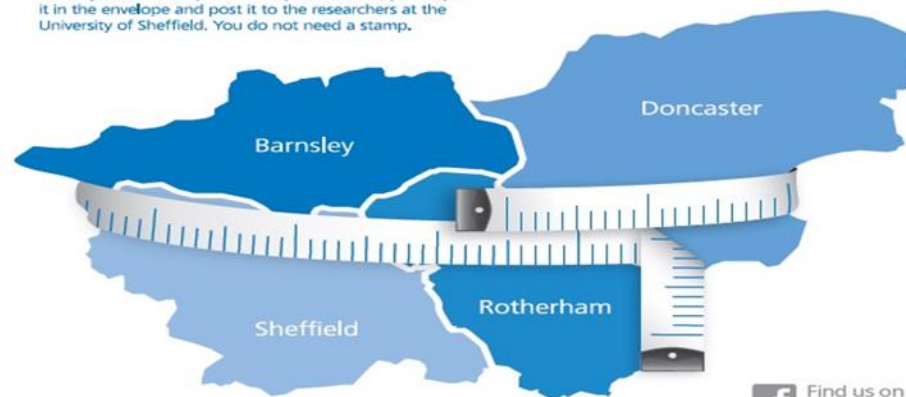 it in the envelope and post it to the researchers at the
University of Sheffield. You do not need a stamp.
Doncaster
Barnsley
Rotherham
Sheffield
Find us on